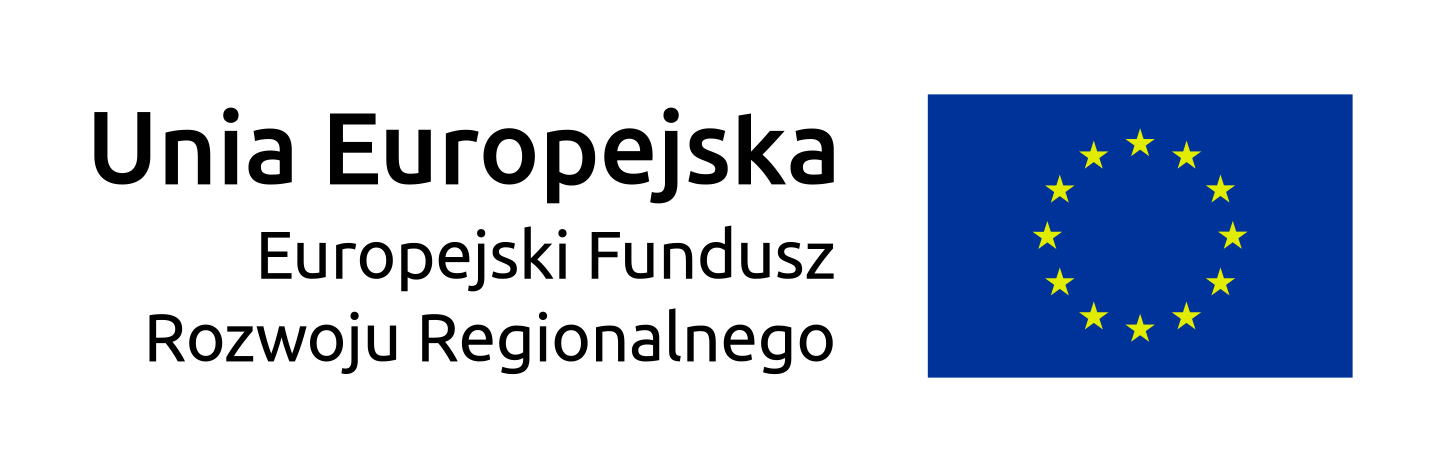 Unia Europejska
Europejski Fundusz
Rozwoju Regionalnego